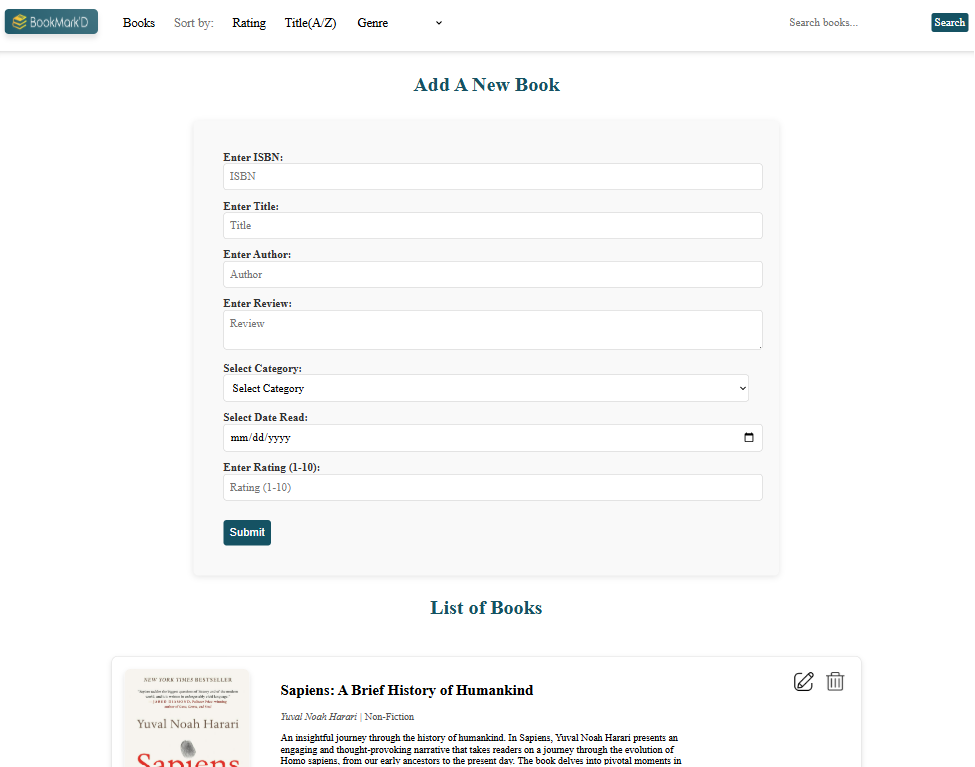 BookMark'D Books Sort by: Rating Title(A/Z) Genre Search books... Search
Add A New Book
Enter ISBN:
ISBN
Enter Title:
Title
Enter Author:
Author
Enter Review:
Review
Select Category:
Select Category
Select Date Read:
mm/dd/yyyy
Enter Rating (1-10):
Rating (1-10)
Submit
List of Books
NEW YORK TIMES BESTSELLER
Yuval Noah Harari
Sapiens
Sapiens: A Brief History of Humankind
Yuval Noah Harari | Non-Fiction
An insightful journey through the history of humankind. In Sapiens, Yuval Noah Harari presents an
engaging and thought-provoking narrative that takes readers on a journey through the evolution of
Homo sapiens, from our early ancestors to the present day. The book delves into pivotal moments in